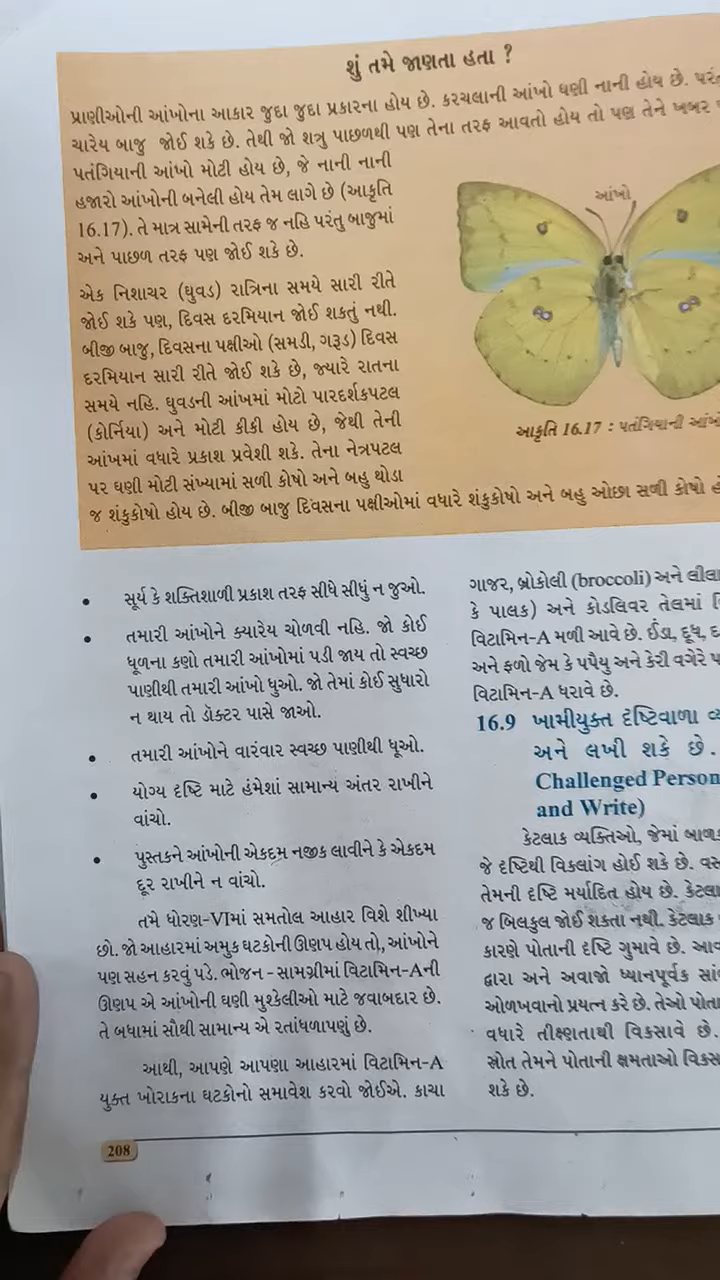 શું તમે જાણતા હતા ?
પ્રાણીઓની આંખોના આકાર જુદા જુદા પ્રકારના હોય છે. કરચલાની આંખો ઘણી નાની હોય છે.
ચારેય બાજુ જોઈ શકે છે. તેથી જો શત્રુ પાછળથી પણ તેના તરફ આવતો હોય તો પણ તેને ખબર
પતંગિયાની આંખો મોટી હોય છે, જે નાની નાની
હજારો આંખોની બનેલી હોય તેમ લાગે છે (આકૃતિ
16.17). તે માત્ર સામેની તરફ જ નહિ પરંતુ બાજુમાં
અને પાછળ તરફ પણ જોઈ શકે છે.
આંખો
એક નિશાચર (ઘુવડ) રાત્રિના સમયે સારી રીતે
જોઈ શકે પણ, દિવસ દરમિયાન જોઈ શકતું નથી.
બીજી બાજુ, દિવસના પક્ષીઓ (સમડી, ગરુડ) દિવસ
દરમિયાન સારી રીતે જોઈ શકે છે, જ્યારે રાતના
સમયે નહિ. ઘુવડની આંખમાં મોટો પારદર્શકપટલ
(કોર્નિયા) અને મોટી કીકી હોય છે, જેથી તેની
આંખમાં વધારે પ્રકાશ પ્રવેશી શકે. તેના નેત્રપટલ
પર ઘણી મોટી સંખ્યામાં સળી કોષો અને બહુ થોડા
જ શંકુકોષો હોય છે. બીજી બાજુ દિવસના પક્ષીઓમાં વધારે શંકુકોષો અને બહુ ઓછા સળી કોષો
આકૃતિ 16.17 : પતંગિયાની
• સૂર્ય કે શક્તિશાળી પ્રકાશ તરફ સીધે સીધું ન જુઓ.
• તમારી આંખોને ક્યારેય ચોળવી નહિ. જો કોઈ
ધૂળના કણો તમારી આંખોમાં પડી જાય તો સ્વચ્છ
પાણીથી તમારી આંખો ધુઓ. જો તેમાં કોઈ સુધારો
ન થાય તો ડૉક્ટર પાસે જાઓ.
• તમારી આંખોને વારંવાર સ્વચ્છ પાણીથી ધૂઓ.
• યોગ્ય દૃષ્ટિ માટે હંમેશાં સામાન્ય અંતર રાખીને
વાંચો.
• પુસ્તકને આંખોની એકદમ નજીક લાવીને કે એકદમ
દૂર રાખીને ન વાંચો.
તમે ધોરણ-VIમાં સમતોલ આહાર વિશે શીખ્યા
છો. જો આહારમાં અમુક ઘટકોની ઊણપ હોય તો, આંખોને
પણ સહન કરવું પડે. ભોજન - સામગ્રીમાં વિટામિન-Aની
ઊણપ એ આંખોની ઘણી મુશ્કેલીઓ માટે જવાબદાર છે.
તે બધામાં સૌથી સામાન્ય એ રતાંધળાપણું છે.
આથી, આપણે આપણા આહારમાં વિટામિન-A
યુક્ત ખોરાકના ઘટકોનો સમાવેશ કરવો જોઈએ. કાચા
ગાજર, બ્રોકોલી (broccoli) અને
કે પાલક) અને કોડલિવર તેલમાં
વિટામિન-A મળી આવે છે. ઈંડા, દૂધ,
અને ફળો જેમ કે પપૈયુ અને કેરી વગેરે
વિટામિન-A ધરાવે છે.
16.9 ખામીયુક્ત દૃષ્ટિવાળા
અને લખી શકે છે.
Challenged Person
and Write)
કેટલાક વ્યક્તિઓ, જેમાં
જે દૃષ્ટિથી વિકલાંગ હોઈ શકે છે.
તેમની દૃષ્ટિ મર્યાદિત હોય છે.
જ બિલકુલ જોઈ શકતા નથી. કેટલાક
કારણે પોતાની દૃષ્ટિ ગુમાવે છે.
દ્વારા અને અવાજો ધ્યાનપૂર્વક
ઓળખવાનો પ્રયત્ન કરે છે. તેઓ
વધારે તીક્ષ્ણતાથી વિકસાવે છે.
સ્રોત તેમને પોતાની ક્ષમતાઓ
શકે છે.
208